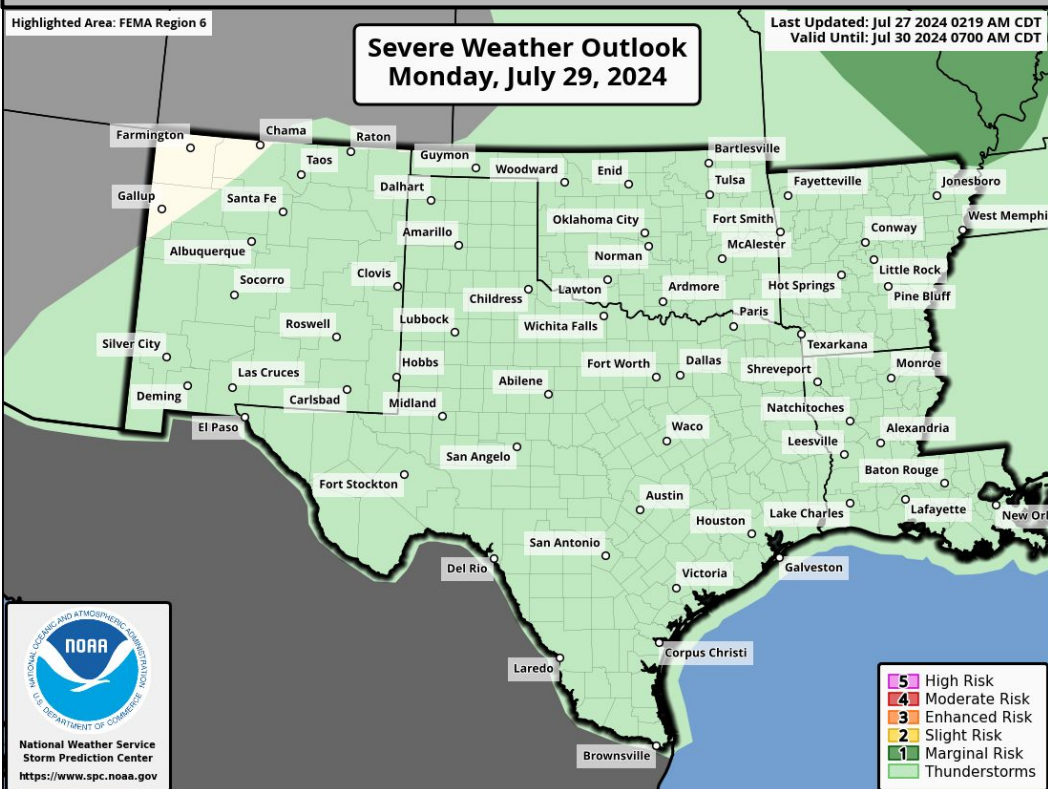 Highlighted Area: FEMA Region 6
Last Updated: Jul 27 2024 0219 AM CDT
Valid Until: Jul 30 2024 0700 AM CDT
Severe Weather Outlook
Monday, July 29, 2024
Farmington
Chama
Raton
Taos
Guymon
Woodward
Enid
Bartlesville
Tulsa
Fayetteville
Jonesboro
Gallup
Santa Fe
Dalhart
Oklahoma City
Fort Smith
West Memphi
Albuquerque
Amarillo
Norman
McAlester
Conway
Socorro
Clovis
Childress
Lawton
Ardmore
Hot Springs
Little Rock
Pine Bluff
Roswell
Lubbock
Wichita Falls
Paris
Texarkana
Silver City
Las Cruces
Hobbs
Abilene
Fort Worth
Dallas
Shreveport
Monroe
Deming
Carlsbad
Midland
Natchitoches
El Paso
Waco
Leesville
Alexandria
San Angelo
Fort Stockton
Baton Rouge
Austin
Houston
Lake Charles
Lafayette
New Orl
San Antonio
Del Rio
Galveston
Victoria
Laredo
Corpus Christi
Brownsville
NATIONAL OCEANIC AND ATMOSPHERIC ADMINISTRATION
NOAA
U.S. DEPARTMENT OF COMMERCE
National Weather Service
Storm Prediction Center
https://www.spc.noaa.gov
5 High Risk
4 Moderate Risk
3 Enhanced Risk
2 Slight Risk
1 Marginal Risk
Thunderstorms